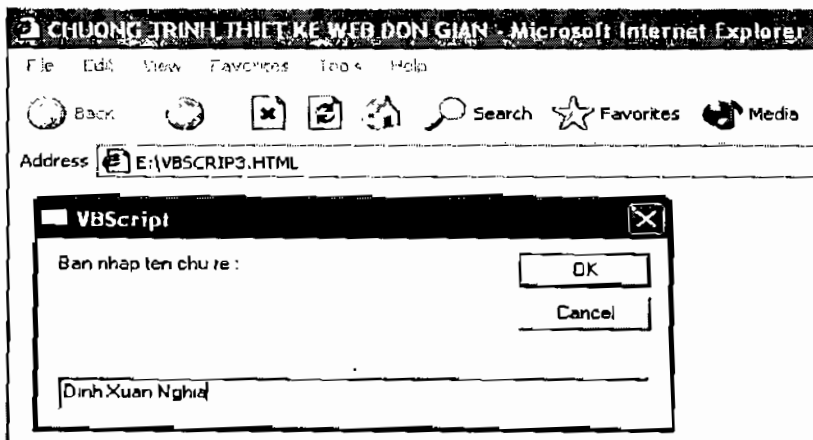 CHUONG TRINH THIET KE WEB DON GIAN - Microsoft Internet Explorer
File Edit View Favorites Tools Help
Back Search Favorites Media
Address E:\VBSCRIP3.HTML
VBScript
Ban nhap ten chu re :
OK
Cancel
Dinh Xuan Nghia